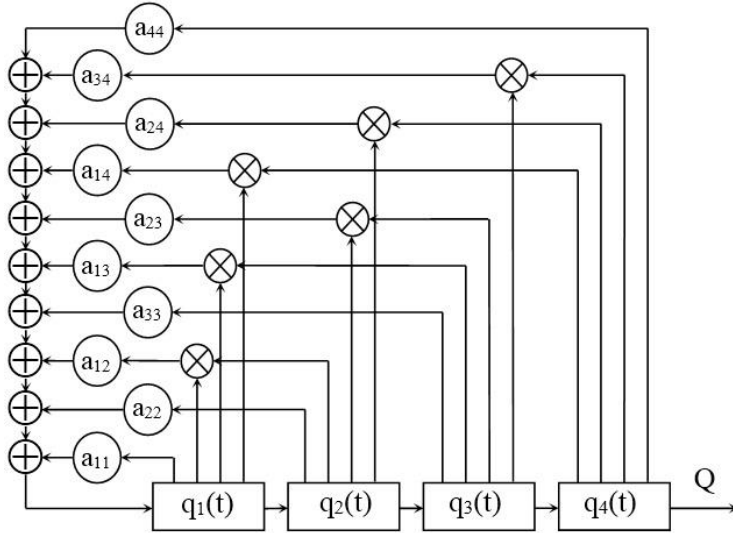 a₄₄
a₃₄
a₂₄
a₁₄
a₂₃
a₁₃
a₃₃
a₁₂
a₂₂
a₁₁
q₁(t) q₂(t) q₃(t) q₄(t) Q